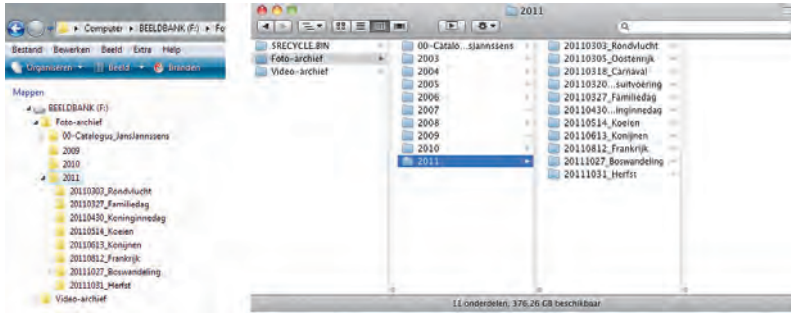 Computer ▸ BEELDBANK (F:) ▸ Fo
Bestand Bewerken Beeld Extra Help
Organiseren Beeld Branden
Mappen
BEELDBANK (F:)
Foto-archief
00-Catalogus_JansJannssens
2009
2010
2011
20110303_Rondvlucht
20110327_Familiedag
20110430_Koninginnedag
20110514_Koeien
20110613_Konijnen
20110812_Frankrijk
20111027_Boswandeling
20111031_Herfst
Video-archief
2011
$RECYCLE.BIN
Foto-archief
Video-archief
00-Catalo...sjannssens
2003
2004
2005
2006
2007
2008
2009
2010
2011
20110303_Rondvlucht
20110305_Oostenrijk
20110318_Carnaval
20110320...suitvoering
20110327_Familiedag
20110430...inginnedag
20110514_Koeien
20110613_Konijnen
20110812_Frankrijk
20111027_Boswandeling
20111031_Herfst
11 onderdelen, 376,26 GB beschikbaar